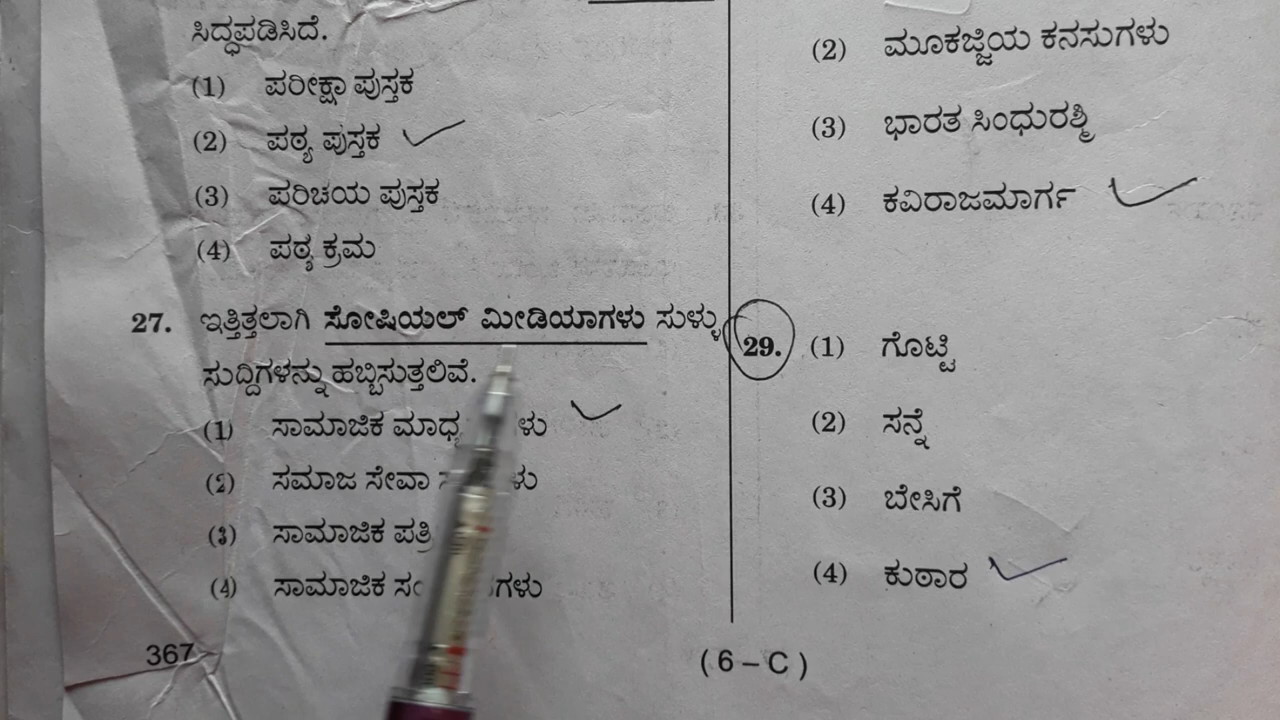 ಸಿದ್ಧಪಡಿಸಿದೆ.
(1) ಪರೀಕ್ಷಾ ಪುಸ್ತಕ
(2) ಪಠ್ಯ ಪುಸ್ತಕ
(3) ಪರಿಚಯ ಪುಸ್ತಕ
(4) ಪಠ್ಯ ಕ್ರಮ
27. ಇತ್ತಿತ್ತಲಾಗಿ ಸೋಷಿಯಲ್ ಮೀಡಿಯಾಗಳು ಸುಳ್ಳು
ಸುದ್ದಿಗಳನ್ನು ಹಬ್ಬಿಸುತ್ತಲಿವೆ.
(1) ಸಾಮಾಜಿಕ
(2) ಸಮಾಜ ಸೇವಾ
(3) ಸಾಮಾಜಿಕ
(4) ಸಾಮಾಜಿಕ
367
(2) ಮೂಕಜ್ಜಿಯ ಕನಸುಗಳು
(3) ಭಾರತ ಸಿಂಧುರಶ್ಮಿ
(4) ಕವಿರಾಜಮಾರ್ಗ
29. (1) ಗೊಟ್ಟಿ
(2) ಸನ್ನೆ
(3) ಬೇಸಿಗೆ
(4) ಕುಠಾರ
(6–C)